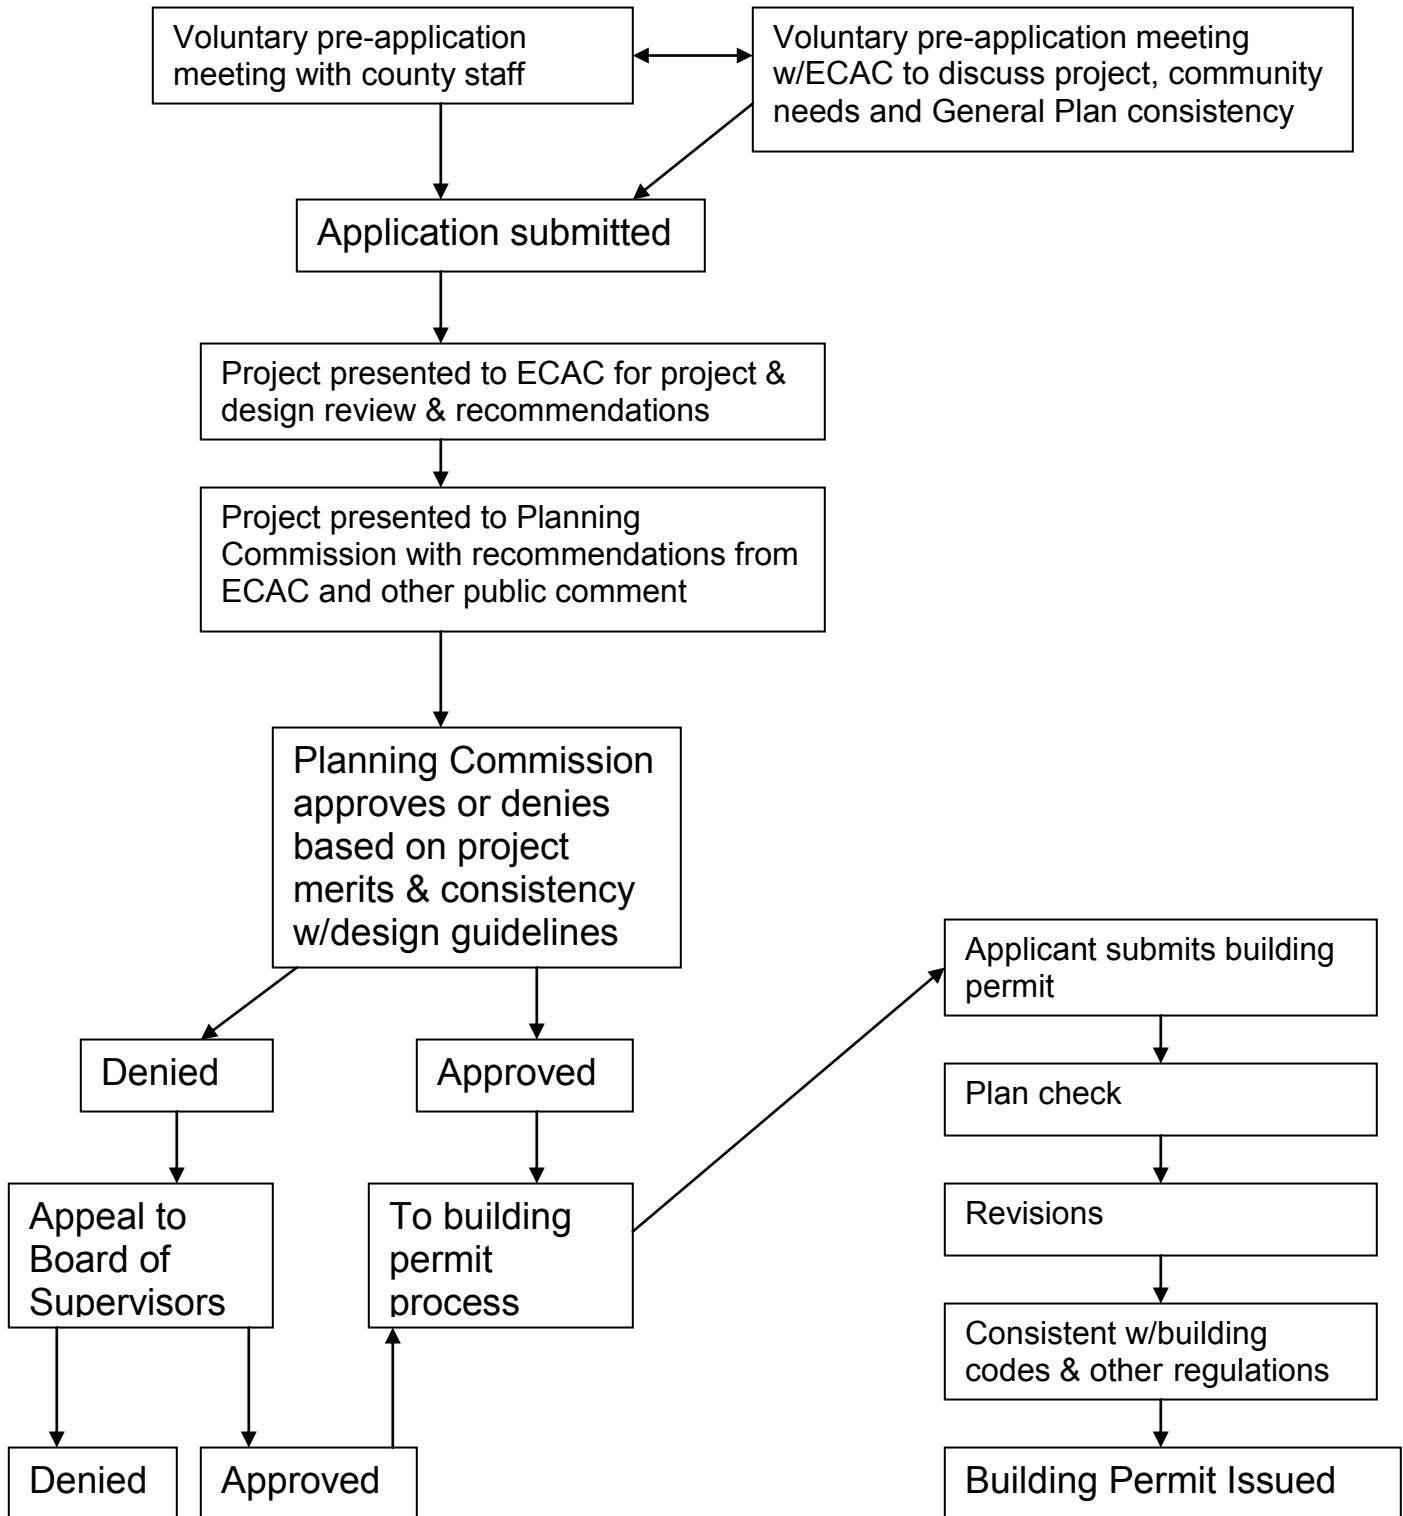 Voluntary pre-application
meeting with county staff
Voluntary pre-application meeting
w/ECAC to discuss project, community
needs and General Plan consistency
Application submitted
Project presented to ECAC for project &
design review & recommendations
Project presented to Planning
Commission with recommendations from
ECAC and other public comment
Planning Commission
approves or denies
based on project
merits & consistency
w/design guidelines
Denied
Approved
Appeal to
Board of
Supervisors
To building
permit
process
Denied
Approved
Applicant submits building
permit
Plan check
Revisions
Consistent w/building
codes & other regulations
Building Permit Issued